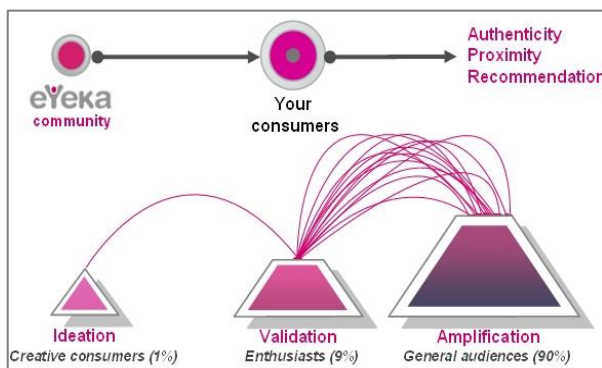 eYeka
community
Your
consumers
Authenticity
Proximity
Recommendation
Ideation
Creative consumers (1%)
Validation
Enthusiasts (9%)
Amplification
General audiences (90%)